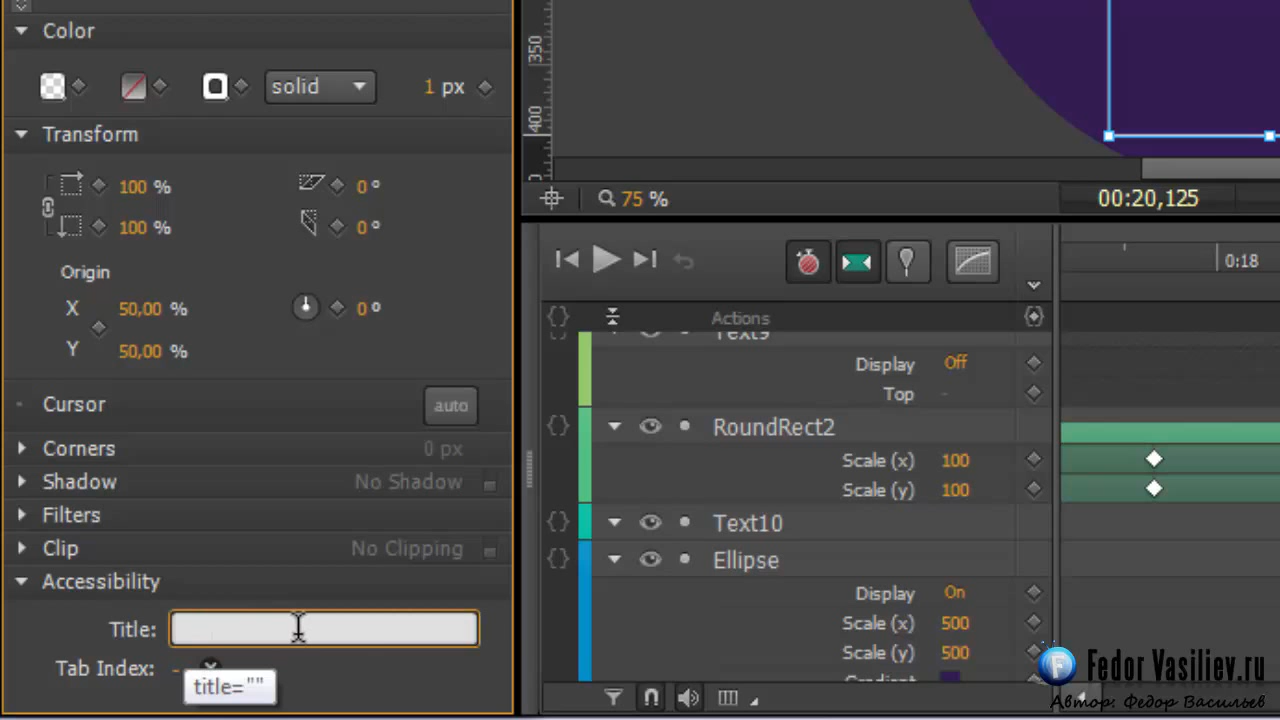 Color
solid
1 px
Transform
100 %
0 °
100 %
0 °
Origin
X 50,00 %
0 °
Y 50,00 %
Cursor
auto
Corners
0 px
Shadow
No Shadow
Filters
Clip
No Clipping
Accessibility
Title:
Tab Index: -
title=""
350
400
75 %
00:20,125
0:18
Actions
Text9
Display Off
Top -
RoundRect2
Scale (x) 100
Scale (y) 100
Text10
Ellipse
Display On
Scale (x) 500
Scale (y) 500
Gradient
Fedor Vasiliev.ru
Автор: Федор Васильев